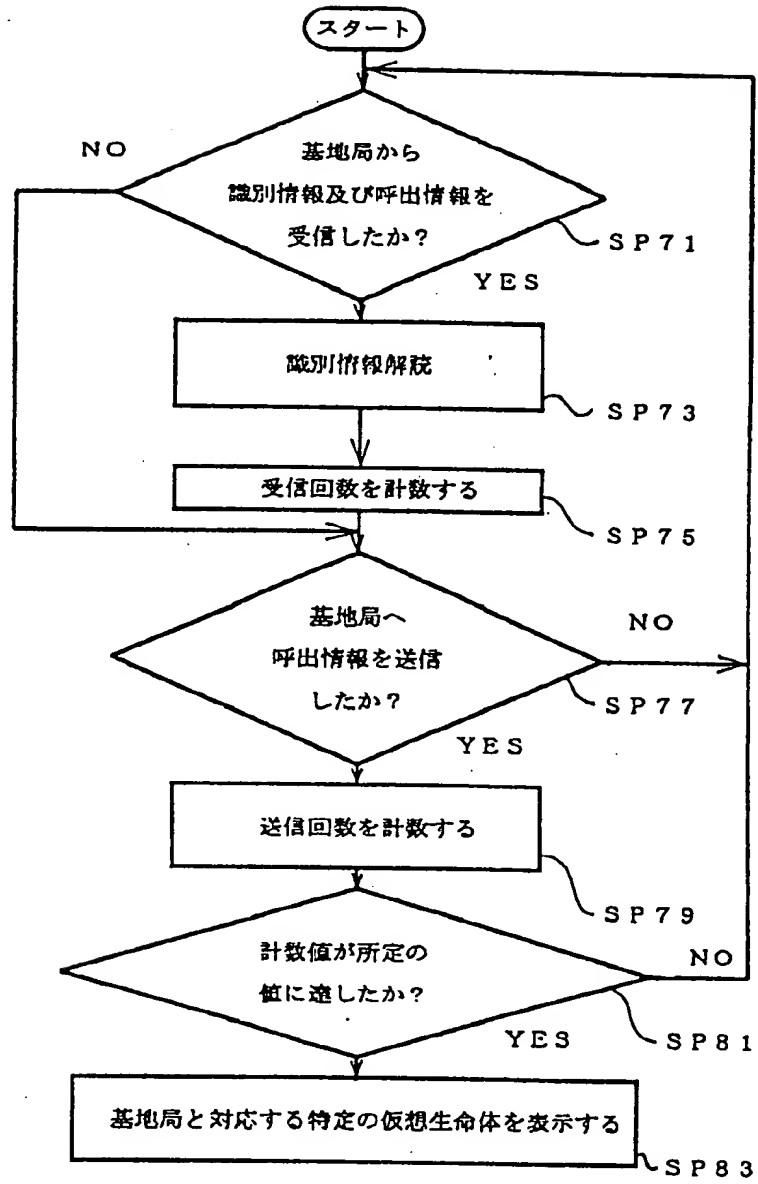 スタート
NO
基地局から
識別情報及び呼出情報を
受信したか？
SP71
YES
識別情報解読
SP73
受信回数を計数する
SP75
基地局へ
呼出情報を送信
したか？
NO
SP77
YES
送信回数を計数する
SP79
計数値が所定の
値に達したか？
NO
SP81
YES
基地局と対応する特定の仮想生命体を表示する
SP83